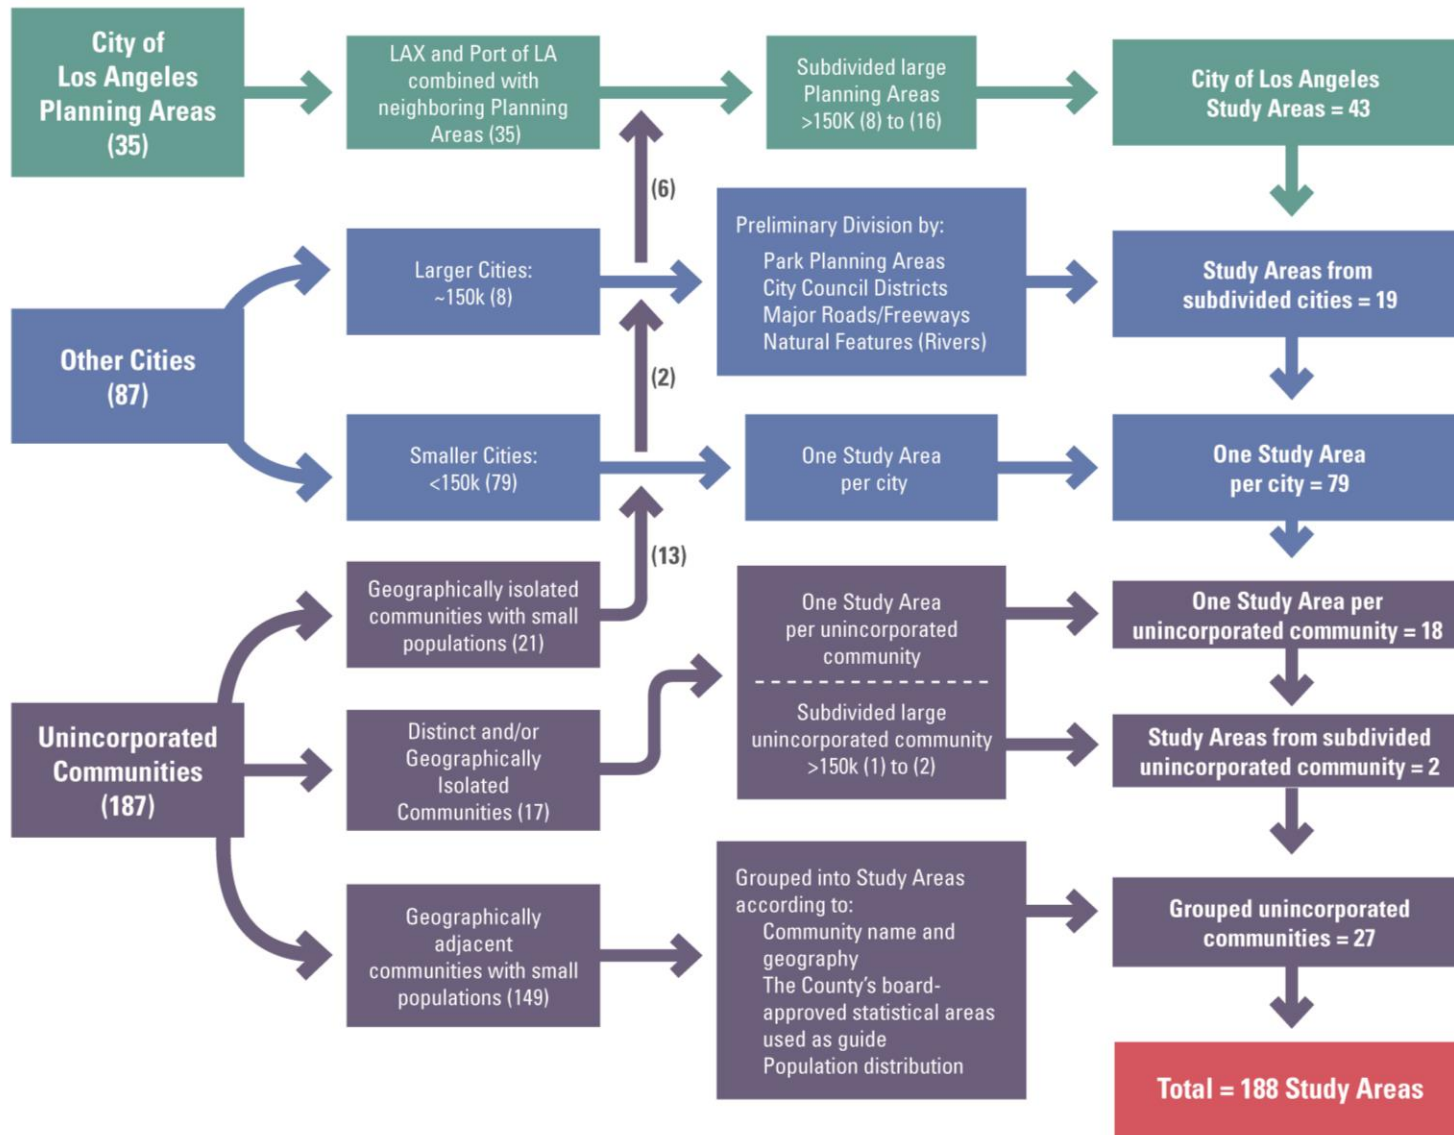 City of
Los Angeles
Planning Areas
(35)
LAX and Port of LA
combined with
neighboring Planning
Areas (35)
Subdivided large
Planning Areas
>150K (8) to (16)
City of Los Angeles
Study Areas = 43
(6)
Other Cities
(87)
Larger Cities:
~150k (8)
Preliminary Division by:
Park Planning Areas
City Council Districts
Major Roads/Freeways
Natural Features (Rivers)
Study Areas from
subdivided cities = 19
(2)
Smaller Cities:
<150k (79)
One Study Area
per city
One Study Area
per city = 79
(13)
Unincorporated
Communities
(187)
Geographically isolated
communities with small
populations (21)
Distinct and/or
Geographically
Isolated
Communities (17)
One Study Area
per unincorporated
community
Subdivided large
unincorporated community
>150k (1) to (2)
One Study Area per
unincorporated community = 18
Study Areas from subdivided
unincorporated community = 2
Geographically
adjacent
communities with small
populations (149)
Grouped into Study Areas
according to:
Community name and
geography
The County’s board-
approved statistical areas
used as guide
Population distribution
Grouped unincorporated
communities = 27
Total = 188 Study Areas